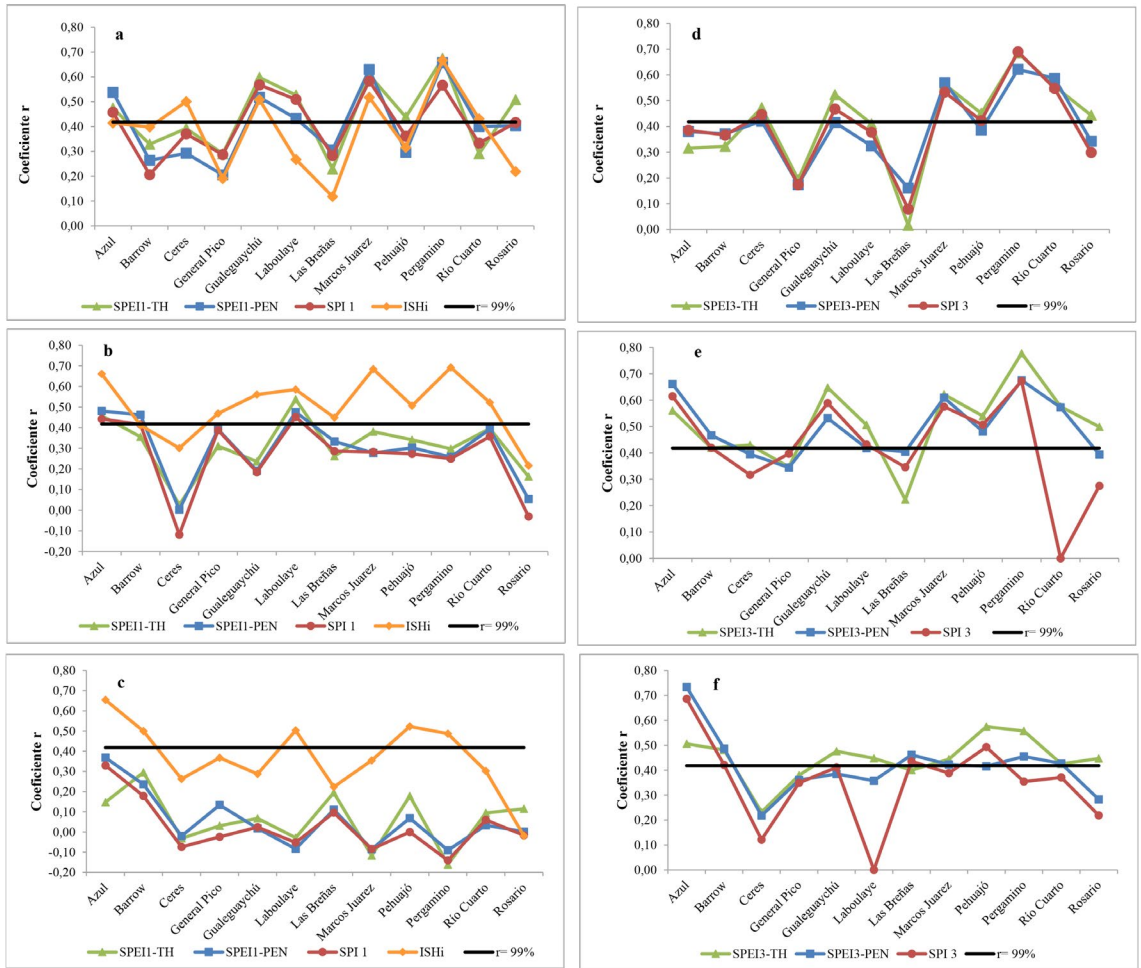 a
0,80
0,70
0,60
0,50
0,40
0,30
0,20
0,10
0,00
Coeficiente r
Azul
Barrow
Ceres
General Pico
Gualeguaychú
Laboulaye
Las Breñas
Marcos Juarez
Pehuajó
Pergamino
Río Cuarto
Rosario
SPEI1-TH SPEI1-PEN SPI 1 ISHi r= 99%
d
0,80
0,70
0,60
0,50
0,40
0,30
0,20
0,10
0,00
Coeficiente r
Azul
Barrow
Ceres
General Pico
Gualeguaychú
Laboulaye
Las Breñas
Marcos Juarez
Pehuajó
Pergamino
Río Cuarto
Rosario
SPEI3-TH SPEI3-PEN SPI 3 r= 99%
b
0,80
0,70
0,60
0,50
0,40
0,30
0,20
0,10
0,00
-0,10
-0,20
Coeficiente r
Azul
Barrow
Ceres
General Pico
Gualeguaychú
Laboulaye
Las Breñas
Marcos Juarez
Pehuajó
Pergamino
Río Cuarto
Rosario
SPEI1-TH SPEI1-PEN SPI 1 ISHi r= 99%
e
0,80
0,70
0,60
0,50
0,40
0,30
0,20
0,10
0,00
Coeficiente r
Azul
Barrow
Ceres
General Pico
Gualeguaychú
Laboulaye
Las Breñas
Marcos Juarez
Pehuajó
Pergamino
Río Cuarto
Rosario
SPEI3-TH SPEI3-PEN SPI 3 r= 99%
c
0,80
0,70
0,60
0,50
0,40
0,30
0,20
0,10
0,00
-0,10
-0,20
Coeficiente r
Azul
Barrow
Ceres
General Pico
Gualeguaychú
Laboulaye
Las Breñas
Marcos Juarez
Pehuajó
Pergamino
Río Cuarto
Rosario
SPEI1-TH SPEI1-PEN SPI 1 ISHi r= 99%
f
0,80
0,70
0,60
0,50
0,40
0,30
0,20
0,10
0,00
Coeficiente r
Azul
Barrow
Ceres
General Pico
Gualeguaychú
Laboulaye
Las Breñas
Marcos Juarez
Pehuajó
Pergamino
Río Cuarto
Rosario
SPEI3-TH SPEI3-PEN SPI 3 r= 99%